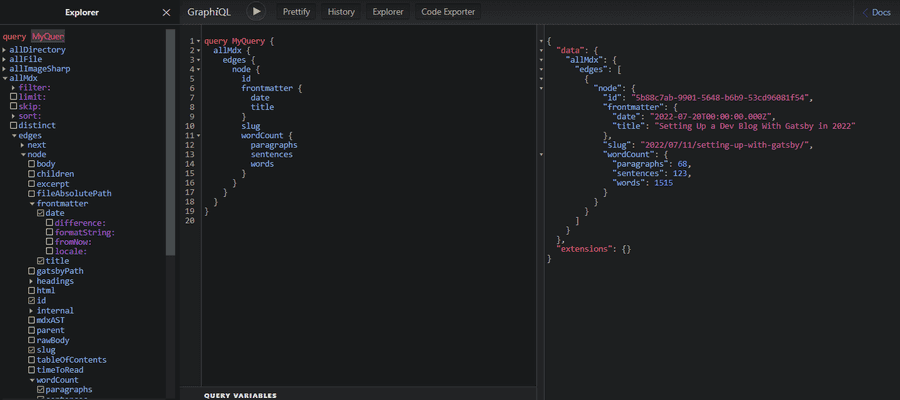 Explorer
query MyQuer
allDirectory
allFile
allImageSharp
allMdx
filter:
limit:
skip:
sort:
distinct
edges
next
node
body
children
excerpt
fileAbsolutePath
frontmatter
date
difference:
formatString:
fromNow:
locale:
title
gatsbyPath
headings
html
id
internal
mdxAST
parent
rawBody
slug
tableOfContents
timeToRead
wordCount
paragraphs
sentences
GraphiQL
Prettify
History
Explorer
Code Exporter
Docs
1 query MyQuery {
2 allMdx {
3 edges {
4 node {
5 id
6 frontmatter {
7 date
8 title
9 }
10 slug
11 wordCount {
12 paragraphs
13 sentences
14 words
15 }
16 }
17 }
18 }
19 }
20
QUERY VARIABLES
{
"data": {
"allMdx": {
"edges": [
{
"node": {
"id": "5b88c7ab-9901-5648-b6b9-53cd96081f54",
"frontmatter": {
"date": "2022-07-20T00:00:00.000Z",
"title": "Setting Up a Dev Blog With Gatsby in 2022"
},
"slug": "2022/07/11/setting-up-with-gatsby/",
"wordCount": {
"paragraphs": 68,
"sentences": 123,
"words": 1515
}
}
}
]
}
},
"extensions": {}
}